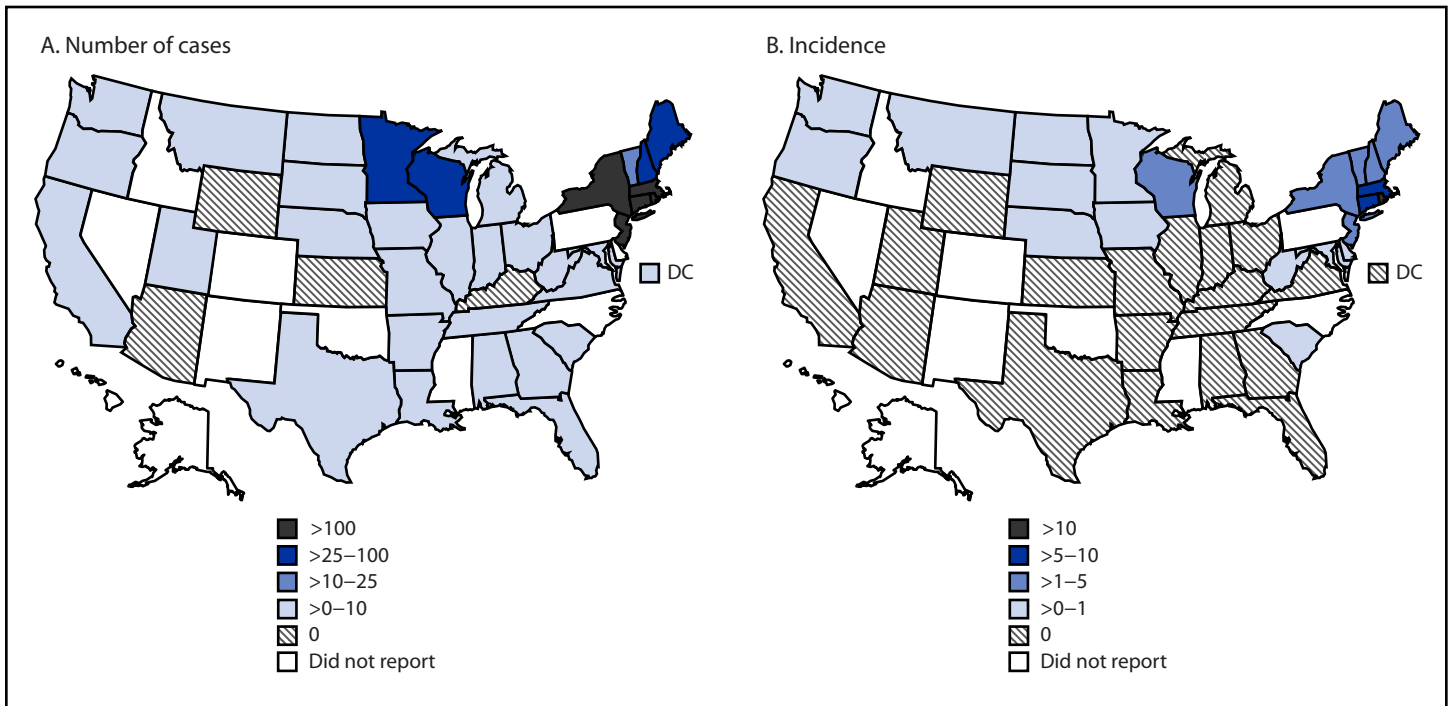 A. Number of cases
DC
>100
>25–100
>10–25
>0–10
0
Did not report
B. Incidence
DC
>10
>5–10
>1–5
>0–1
0
Did not report